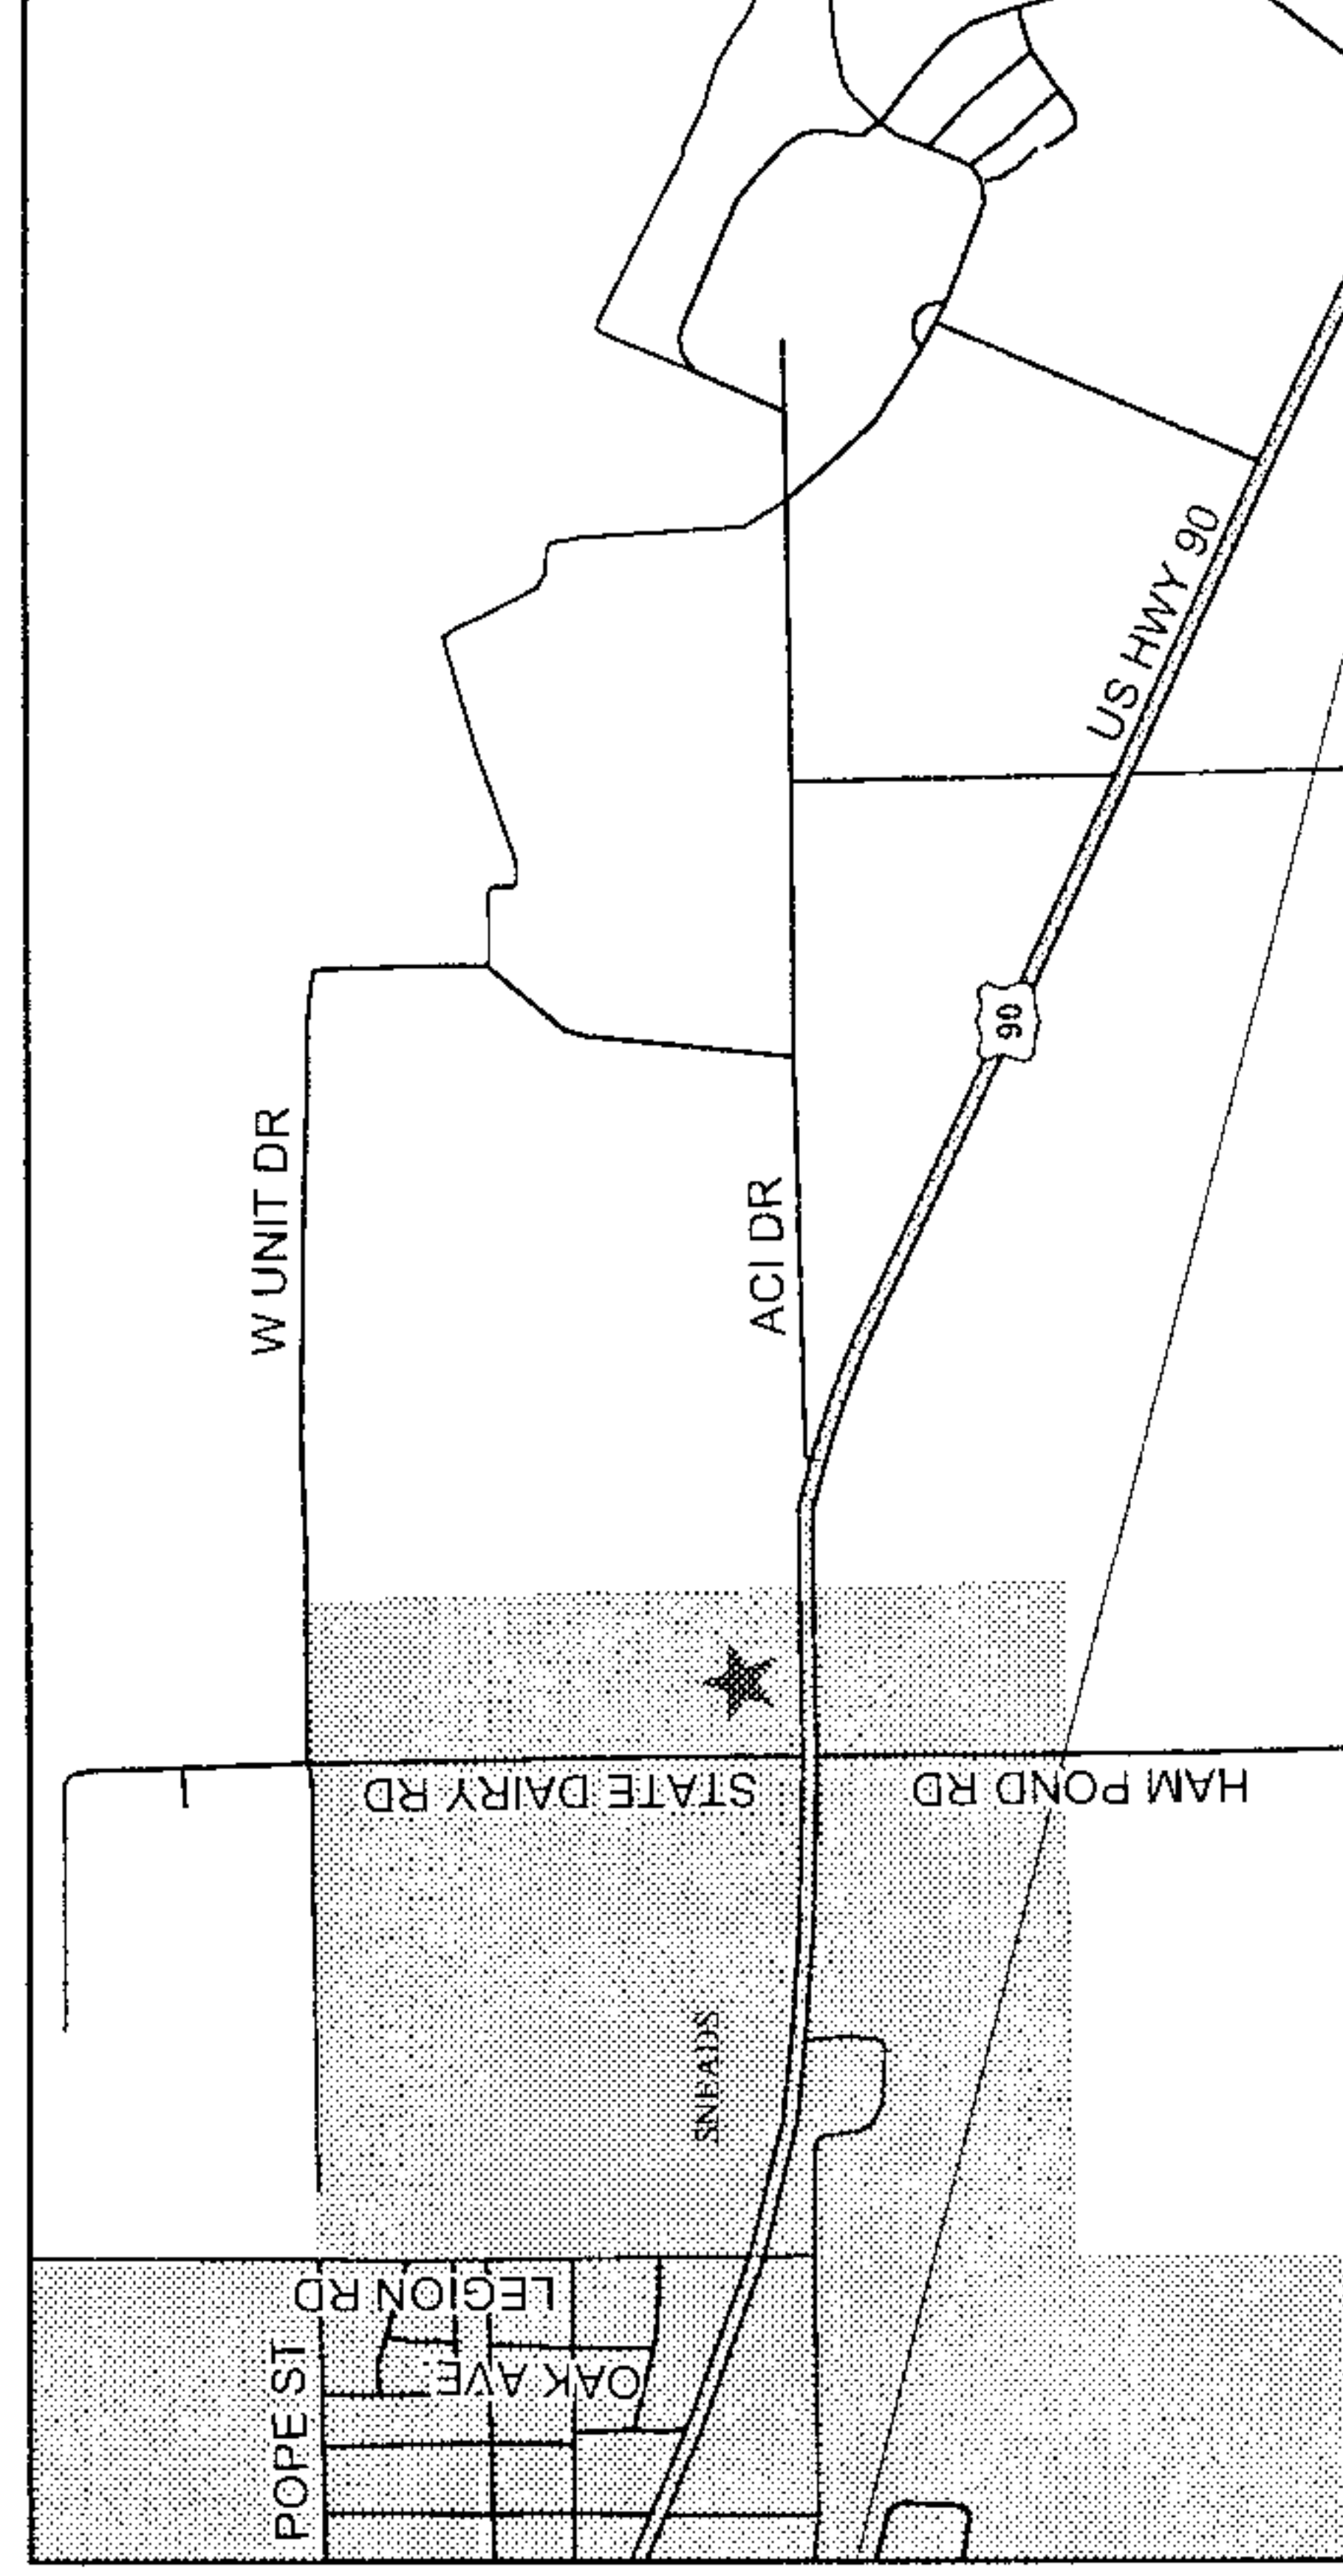 W UNIT DR
ACI DR
US HWY 90
90
STATE DAIRY RD
HAM POND RD
SNEADS
POPE ST
LEGION RD
OAK AVE